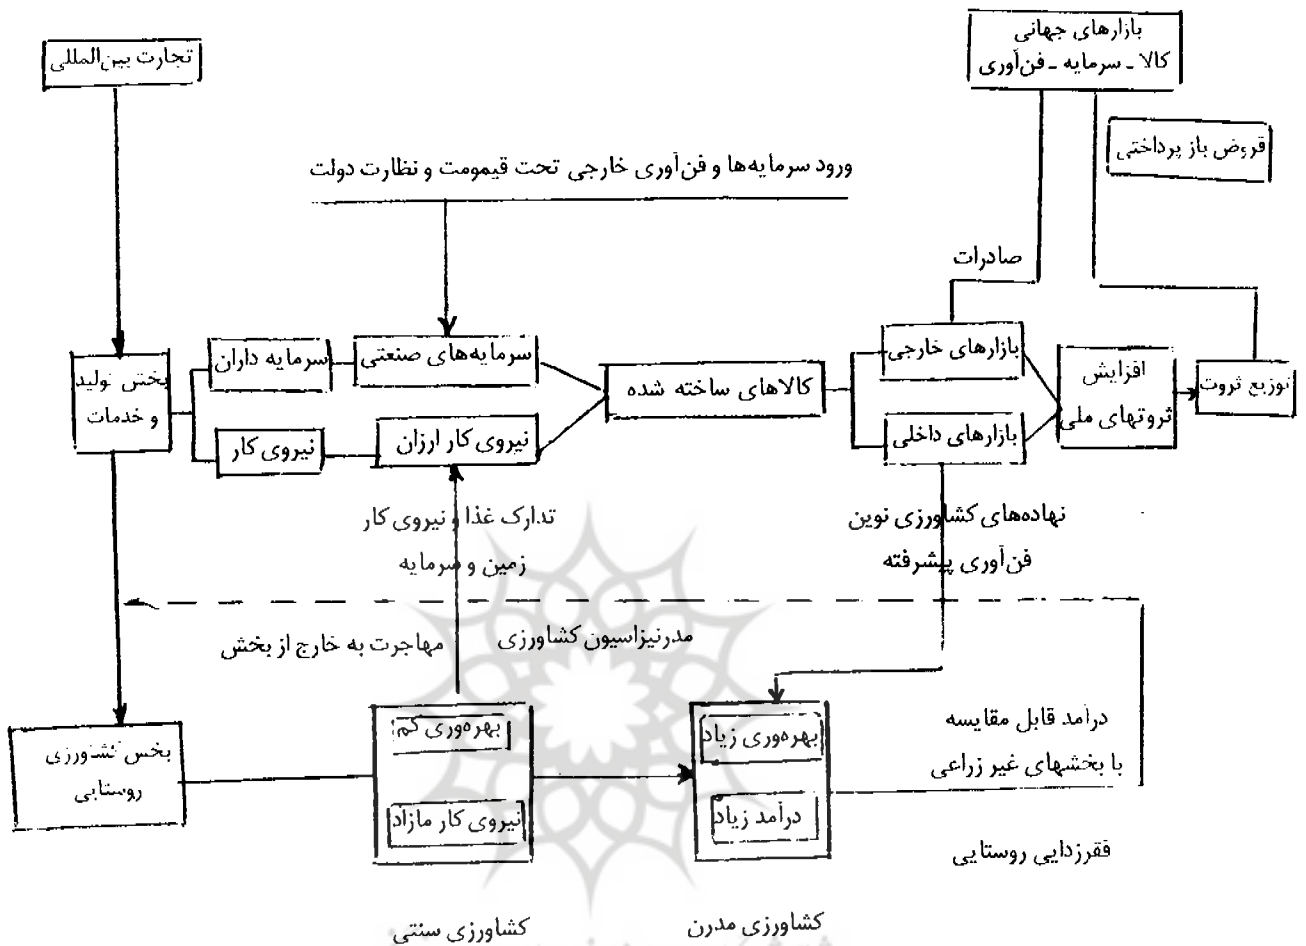 بازارهای جهانی
کالا ـ سرمایه ـ فن‌آوری
تجارت بین‌المللی
قروض باز پرداختی
ورود سرمایه‌ها و فن‌آوری خارجی تحت قیمومت و نظارت دولت
صادرات
بخش تولید
و خدمات
سرمایه داران
سرمایه‌های صنعتی
نیروی کار
نیروی کار ارزان
کالاهای ساخته شده
بازارهای خارجی
بازارهای داخلی
افزایش
ثروتهای ملی
توزیع ثروت
تدارک غذا و نیروی کار
زمین و سرمایه
نهاده‌های کشاورزی نوین
فن‌آوری پیشرفته
مهاجرت به خارج از بخش
مدرنیزاسیون کشاورزی
بخش کشاورزی
روستایی
بهره‌وری کم
نیروی کار مازاد
بهره‌وری زیاد
درآمد زیاد
درآمد قابل مقایسه
با بخشهای غیر زراعی
فقرزدایی روستایی
کشاورزی سنتی
کشاورزی مدرن